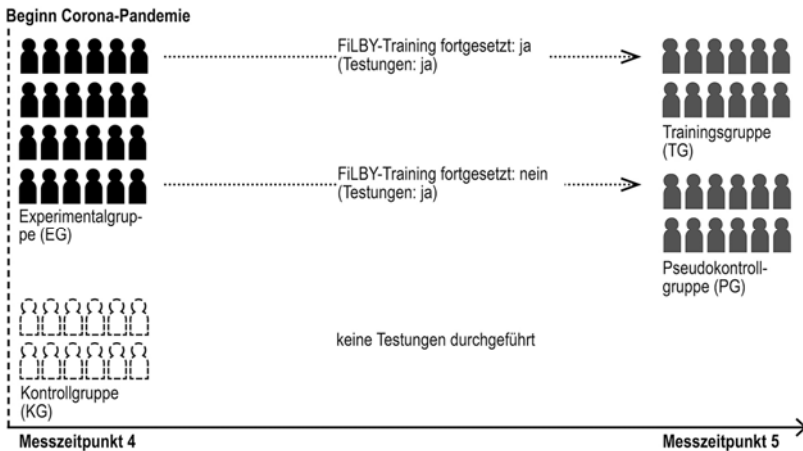 Beginn Corona-Pandemie
FiLBY-Training fortgesetzt: ja
(Testungen: ja)
Trainingsgruppe
(TG)
FiLBY-Training fortgesetzt: nein
(Testungen: ja)
Experimentalgrup-
pe (EG)
Pseudokontroll-
gruppe (PG)
keine Testungen durchgeführt
Kontrollgruppe
(KG)
Messzeitpunkt 4
Messzeitpunkt 5